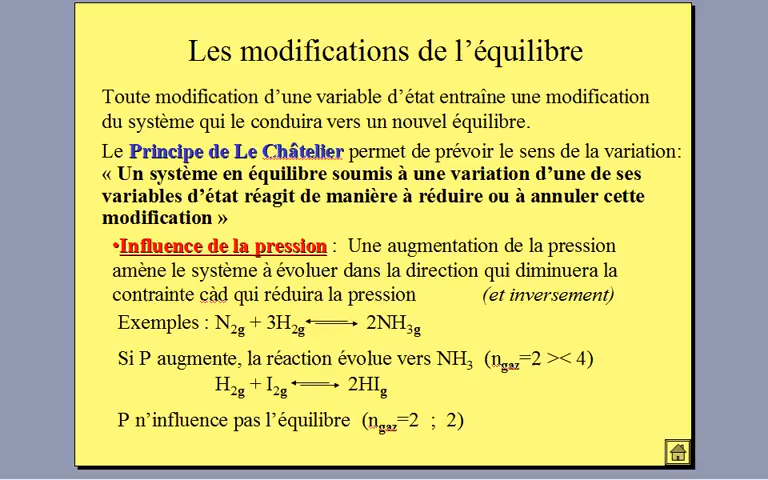 Les modifications de l’équilibre
Toute modification d’une variable d’état entraîne une modification
du système qui le conduira vers un nouvel équilibre.
Le Principe de Le Châtelier permet de prévoir le sens de la variation:
« Un système en équilibre soumis à une variation d’une de ses
variables d’état réagit de manière à réduire ou à annuler cette
modification »
•Influence de la pression : Une augmentation de la pression
amène le système à évoluer dans la direction qui diminuera la
contrainte càd qui réduira la pression (et inversement)
Exemples : N2g + 3H2g ⇄ 2NH3g
Si P augmente, la réaction évolue vers NH3 (ngaz=2 >< 4)
H2g + I2g ⇄ 2HIg
P n’influence pas l’équilibre (ngaz=2 ; 2)